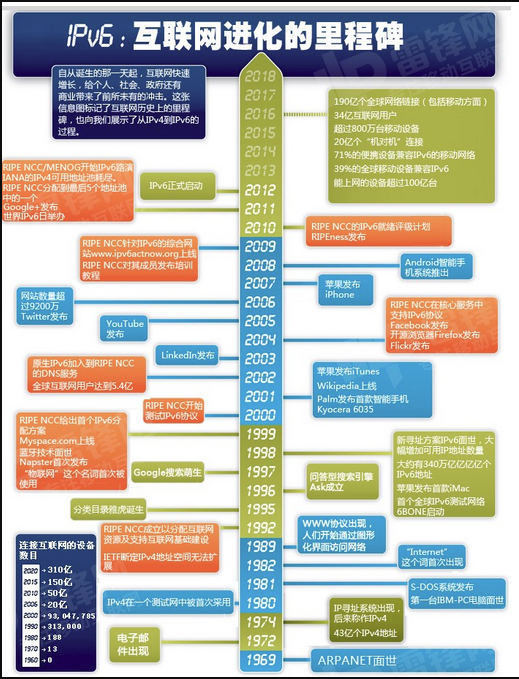 IPv6：互联网进化的里程碑
自从诞生的那一天起，互联网快速
增长，给个人、社会、政府还有
商业带了前所未有的冲击。这张
信息图标记了互联网历史上的里程
碑，也向我们展示了从IPv4到IPv6的
过程。
2018
2017
2016
2015
2014
2013
2012
2011
2010
2009
2008
2007
2006
2005
2004
2003
2002
2001
2000
1999
1998
1997
1996
1995
1992
1989
1982
1981
1980
1974
1972
1969
190亿个全球网络链接（包括移动方面）
34亿互联网用户
超过800万台移动设备
20亿个“机对机”连接
71%的便携设备兼容IPv6的移动网络
39%的全球移动设备兼容IPv6
能上网的设备超过100亿台
IPv6正式启动
RIPE NCC/MENOG开始IPv6路演
IANA的IPv4可用地址池耗尽。
RIPE NCC分配到最后5个地址池
中的一个
Google+发布
世界IPv6日举办
RIPE NCC的IPv6就绪评级计划
RIPEness发布
RIPE NCC针对IPv6的综合网
站www.ipv6actnow.org上线
RIPE NCC对其成员发布培训
教程
Android智能手
机系统推出
苹果发布
iPhone
网站数量超
过9200万
Twitter发布
YouTube
发布
RIPE NCC在核心服务中
支持IPv6协议
Facebook发布
开源浏览器Firefox发布
Flickr发布
LinkedIn发布
原生IPv6加入到RIPE NCC
的DNS服务
全球互联网用户达到5.4亿
苹果发布iTunes
Wikipedia上线
Palm发布首款智能手机
Kyocera 6035
RIPE NCC开始
测试IPv6协议
RIPE NCC给出首个IPv6分
配方案
Myspace.com上线
蓝牙技术面世
Napster首次发布
“物联网”这个名词首次被
使用
新寻址方案IPv6面世，大
幅增加可用IP地址数量
大约有340万亿亿亿亿个
IPv6地址
苹果发布首款iMac
首个全球IPv6测试网络
6BONE启动
Google搜索萌生
问答型搜索引擎
Ask成立
分类目录雅虎诞生
RIPE NCC成立以分配互联网
资源及支持互联网基础建设
IETF断定IPv4地址空间无法扩
展
WWW协议出现，
人们开始通过图形
化界面访问网络
“Internet”
这个词首次出现
S-DOS系统发布
第一台IBM-PC电脑面世
IPv4在一个测试网中被首次采用
IP寻址系统出现，
后来称作IPv4
43亿个IPv4地址
电子邮
件出现
ARPANET面世
连接互联网的设备
数目
2020→310亿
2015→150亿
2010→50亿
2006→20亿
2000→93,047,785
1990→313,000
1980→188
1970→13
1960→0